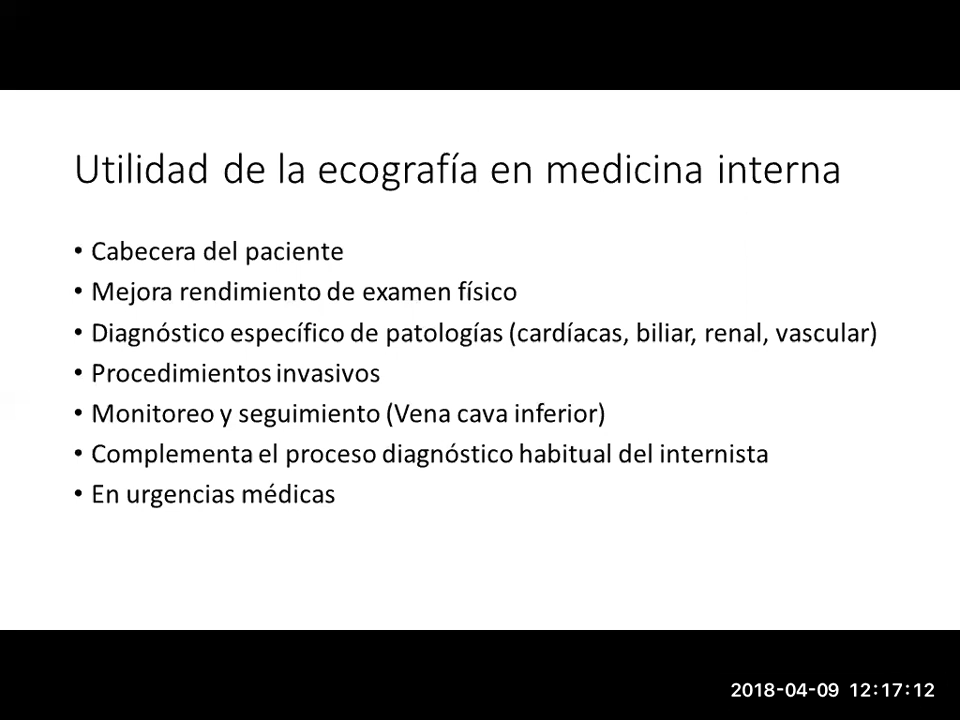 Utilidad de la ecografía en medicina interna
• Cabecera del paciente
• Mejora rendimiento de examen físico
• Diagnóstico específico de patologías (cardíacas, biliar, renal, vascular)
• Procedimientos invasivos
• Monitoreo y seguimiento (Vena cava inferior)
• Complementa el proceso diagnóstico habitual del internista
• En urgencias médicas
2018-04-09 12:17:12